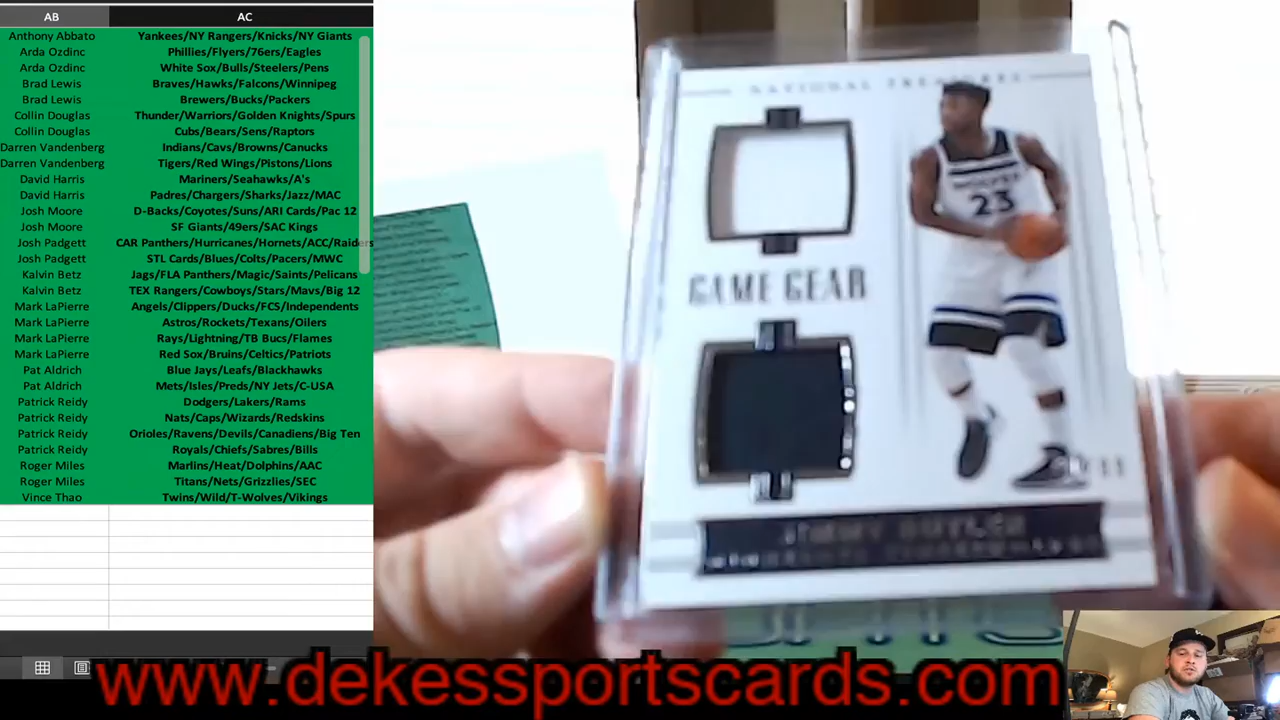 AB AC
Anthony Abbato Yankees/NY Rangers/Knicks/NY Giants
Arda Ozdinc Phillies/Flyers/76ers/Eagles
Arda Ozdinc White Sox/Bulls/Steelers/Pens
Brad Lewis Braves/Hawks/Falcons/Winnipeg
Brad Lewis Brewers/Bucks/Packers
Collin Douglas Thunder/Warriors/Golden Knights/Spurs
Collin Douglas Cubs/Bears/Sens/Raptors
Darren Vandenberg Indians/Cavs/Browns/Canucks
Darren Vandenberg Tigers/Red Wings/Pistons/Lions
David Harris Mariners/Seahawks/A's
David Harris Padres/Chargers/Sharks/Jazz/MAC
Josh Moore D-Backs/Coyotes/Suns/ARI Cards/Pac 12
Josh Moore SF Giants/49ers/SAC Kings
Josh Padgett CAR Panthers/Hurricanes/Hornets/ACC/Raiders
Josh Padgett STL Cards/Blues/Colts/Pacers/MWC
Kalvin Betz Jags/FLA Panthers/Magic/Saints/Pelicans
Kalvin Betz TEX Rangers/Cowboys/Stars/Mavs/Big 12
Mark LaPierre Angels/Clippers/Ducks/FCS/Independents
Mark LaPierre Astros/Rockets/Texans/Oilers
Mark LaPierre Rays/Lightning/TB Bucs/Flames
Mark LaPierre Red Sox/Bruins/Celtics/Patriots
Pat Aldrich Blue Jays/Leafs/Blackhawks
Pat Aldrich Mets/Isles/Preds/NY Jets/C-USA
Patrick Reidy Dodgers/Lakers/Rams
Patrick Reidy Nats/Caps/Wizards/Redskins
Patrick Reidy Orioles/Ravens/Devils/Canadiens/Big Ten
Patrick Reidy Royals/Chiefs/Sabres/Bills
Roger Miles Marlins/Heat/Dolphins/AAC
Roger Miles Titans/Nets/Grizzlies/SEC
Vince Thao Twins/Wild/T-Wolves/Vikings
NATIONAL TREASURES
WOLVES
23
GAME GEAR
JIMMY BUTLER
MINNESOTA TIMBERWOLVES
www.dekessportscards.com